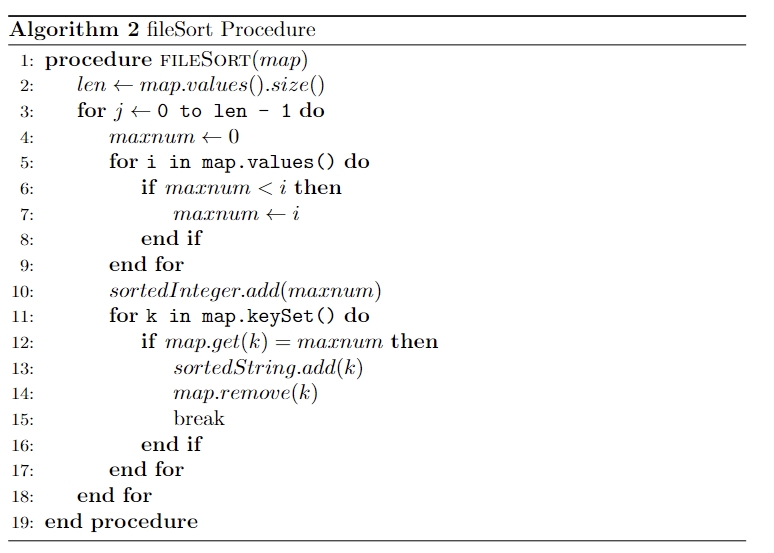 Algorithm 2 fileSort Procedure
1: procedure FILESORT(map)
2: len ← map.values().size()
3: for j ← 0 to len - 1 do
4: maxnum ← 0
5: for i in map.values() do
6: if maxnum < i then
7: maxnum ← i
8: end if
9: end for
10: sortedInteger.add(maxnum)
11: for k in map.keySet() do
12: if map.get(k) = maxnum then
13: sortedString.add(k)
14: map.remove(k)
15: break
16: end if
17: end for
18: end for
19: end procedure